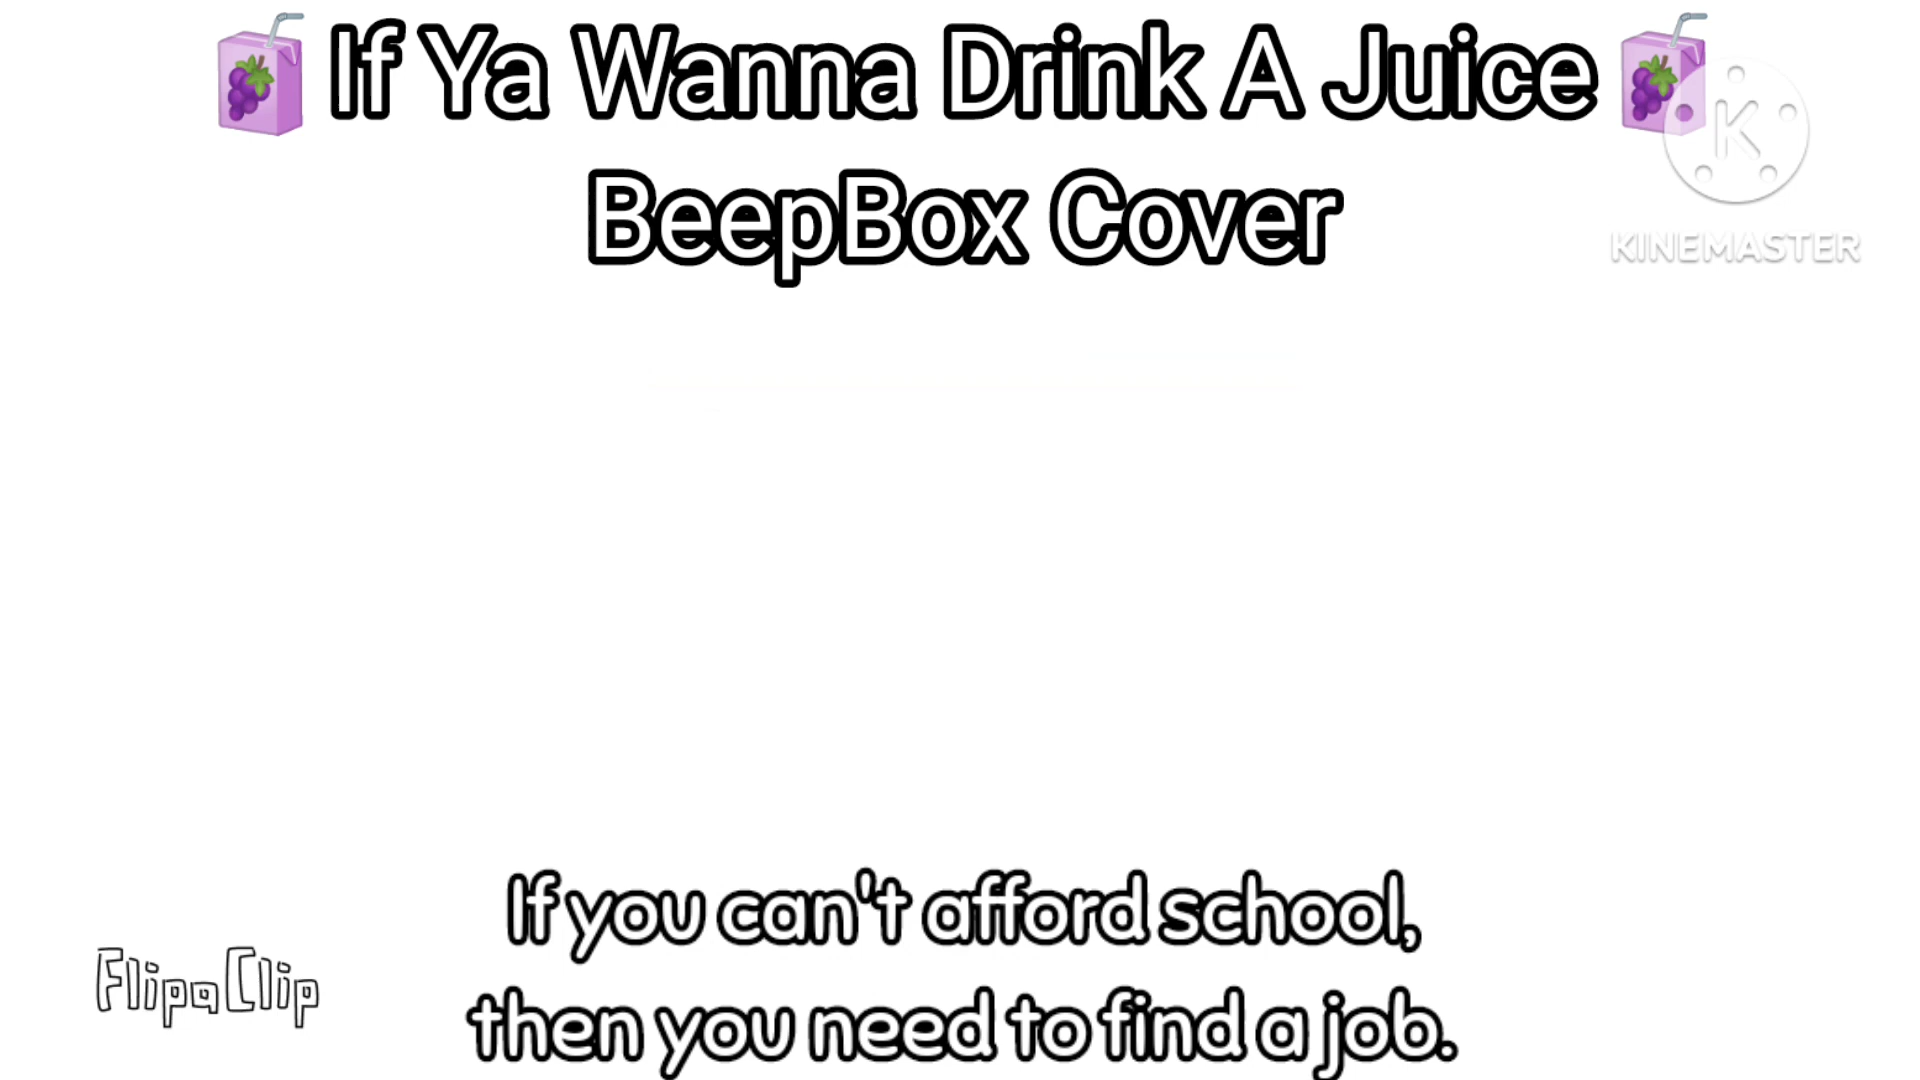 If Ya Wanna Drink A Juice
BeepBox Cover
K
KINEMASTER
If you can't afford school,
then you need to find a job.
FlipaClip